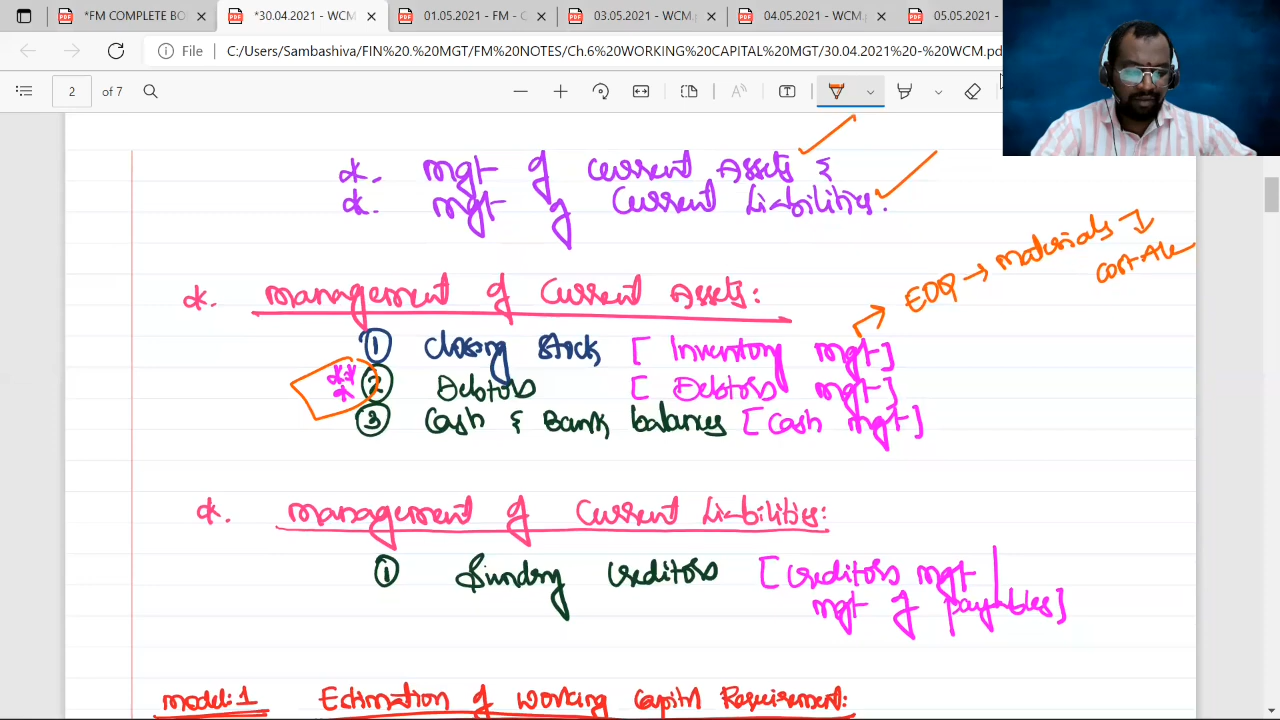 *FM COMPLETE BO
*30.04.2021 - WCM
01.05.2021 - FM - C
03.05.2021 - WCM.p
04.05.2021 - WCM.p
05.05.2021 -
File
C:/Users/Sambashiva/FIN%20.%20MGT/FM%20NOTES/Ch.6%20WORKING%20CAPITAL%20MGT/30.04.2021%20-%20WCM.pd
2 of 7
*. mgt of Current Assets &
*. mgt of Current Liabilities.
EOQ → materials →
Cost A/c
*. Management of Current Assets:
① Closing Stock [Inventory mgt]
② Debtors [Debtors mgt]
③ Cash & Bank balances [Cash mgt]
*. Management of Current Liabilities:
① Sundry Creditors [Creditors mgt |
mgt of payables]
Model:1 Estimation of Working Capital Requirement: